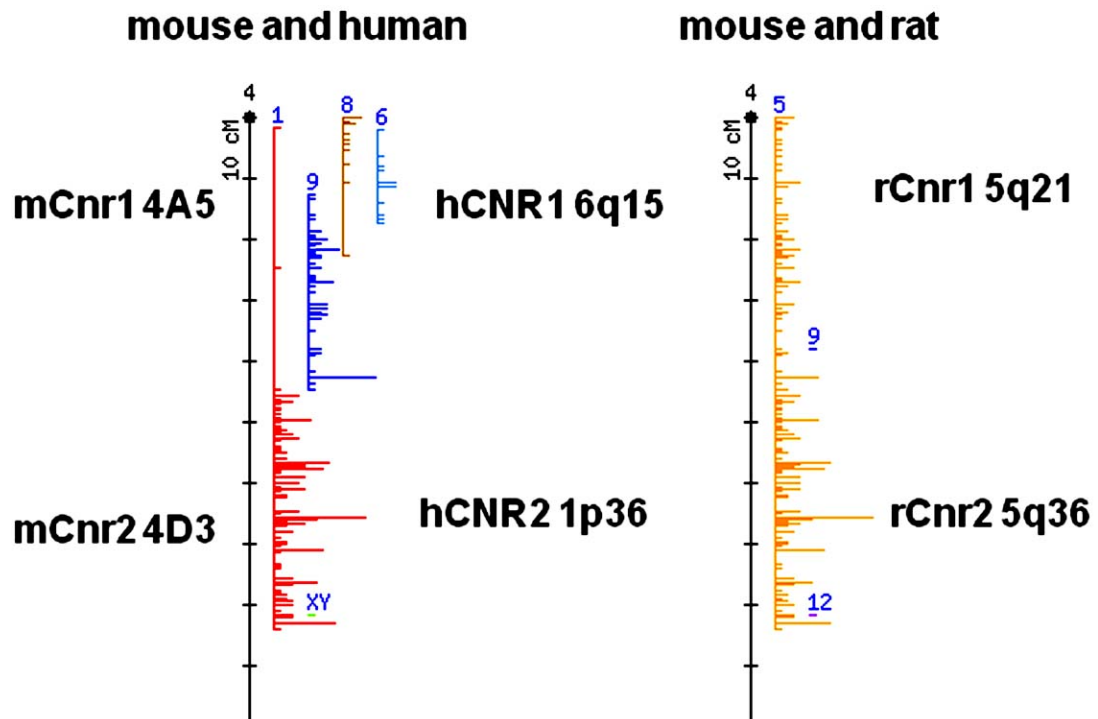 mouse and human
mouse and rat
4
1
8
6
10 cM
9
mCnr1 4A5
hCNR1 6q15
mCnr2 4D3
hCNR2 1p36
XY
4
5
10 cM
rCnr1 5q21
9
rCnr2 5q36
12